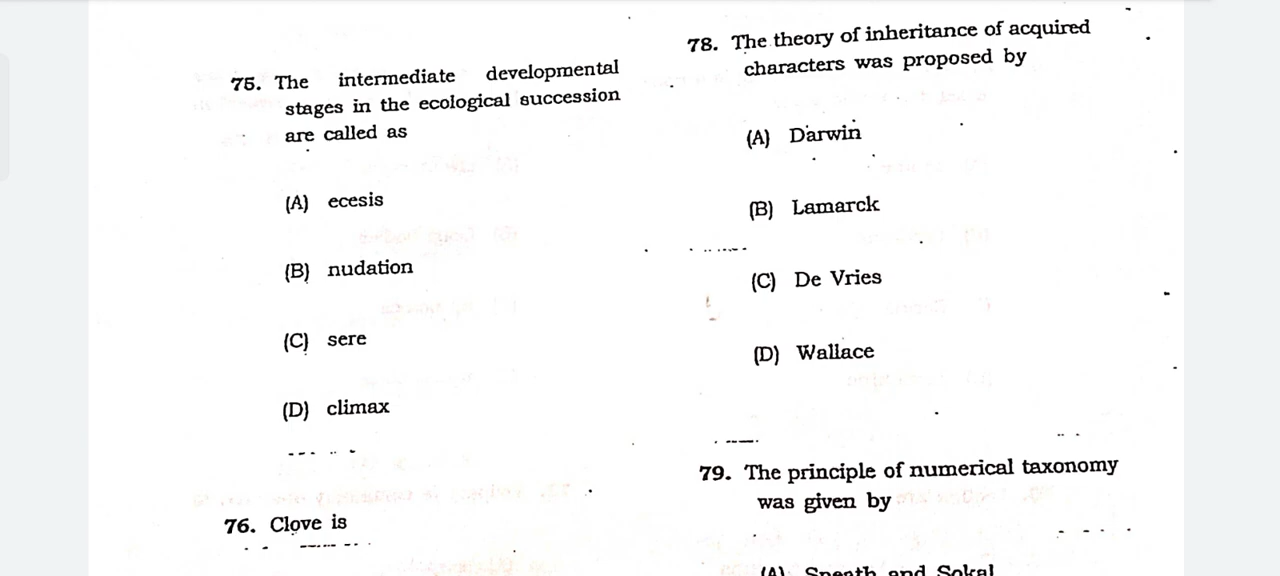 75. The intermediate developmental
stages in the ecological succession
are called as
(A) ecesis
(B) nudation
(C) sere
(D) climax
76. Clove is
78. The theory of inheritance of acquired
characters was proposed by
(A) Darwin
(B) Lamarck
(C) De Vries
(D) Wallace
79. The principle of numerical taxonomy
was given by
(A) Sneath and Sokal